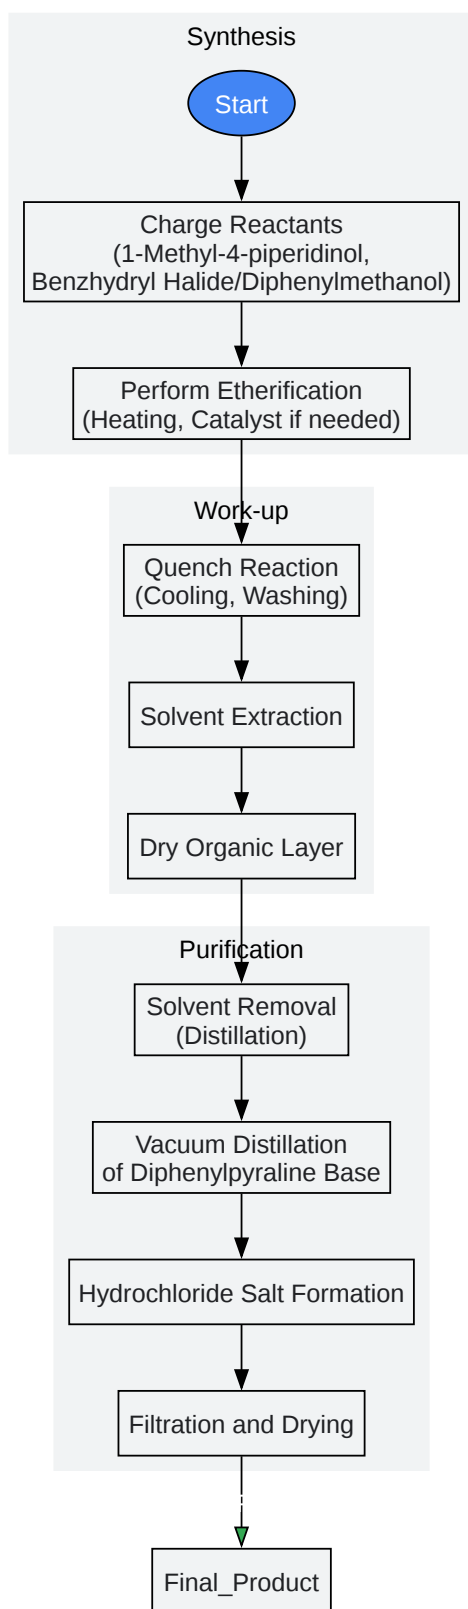 Synthesis
Start
Charge Reactants
(1-Methyl-4-piperidinol,
Benzhydryl Halide/Diphenylmethanol)
Perform Etherification
(Heating, Catalyst if needed)
Work-up
Quench Reaction
(Cooling, Washing)
Solvent Extraction
Dry Organic Layer
Purification
Solvent Removal
(Distillation)
Vacuum Distillation
of Diphenylpyraline Base
Hydrochloride Salt Formation
Filtration and Drying
Final_Product